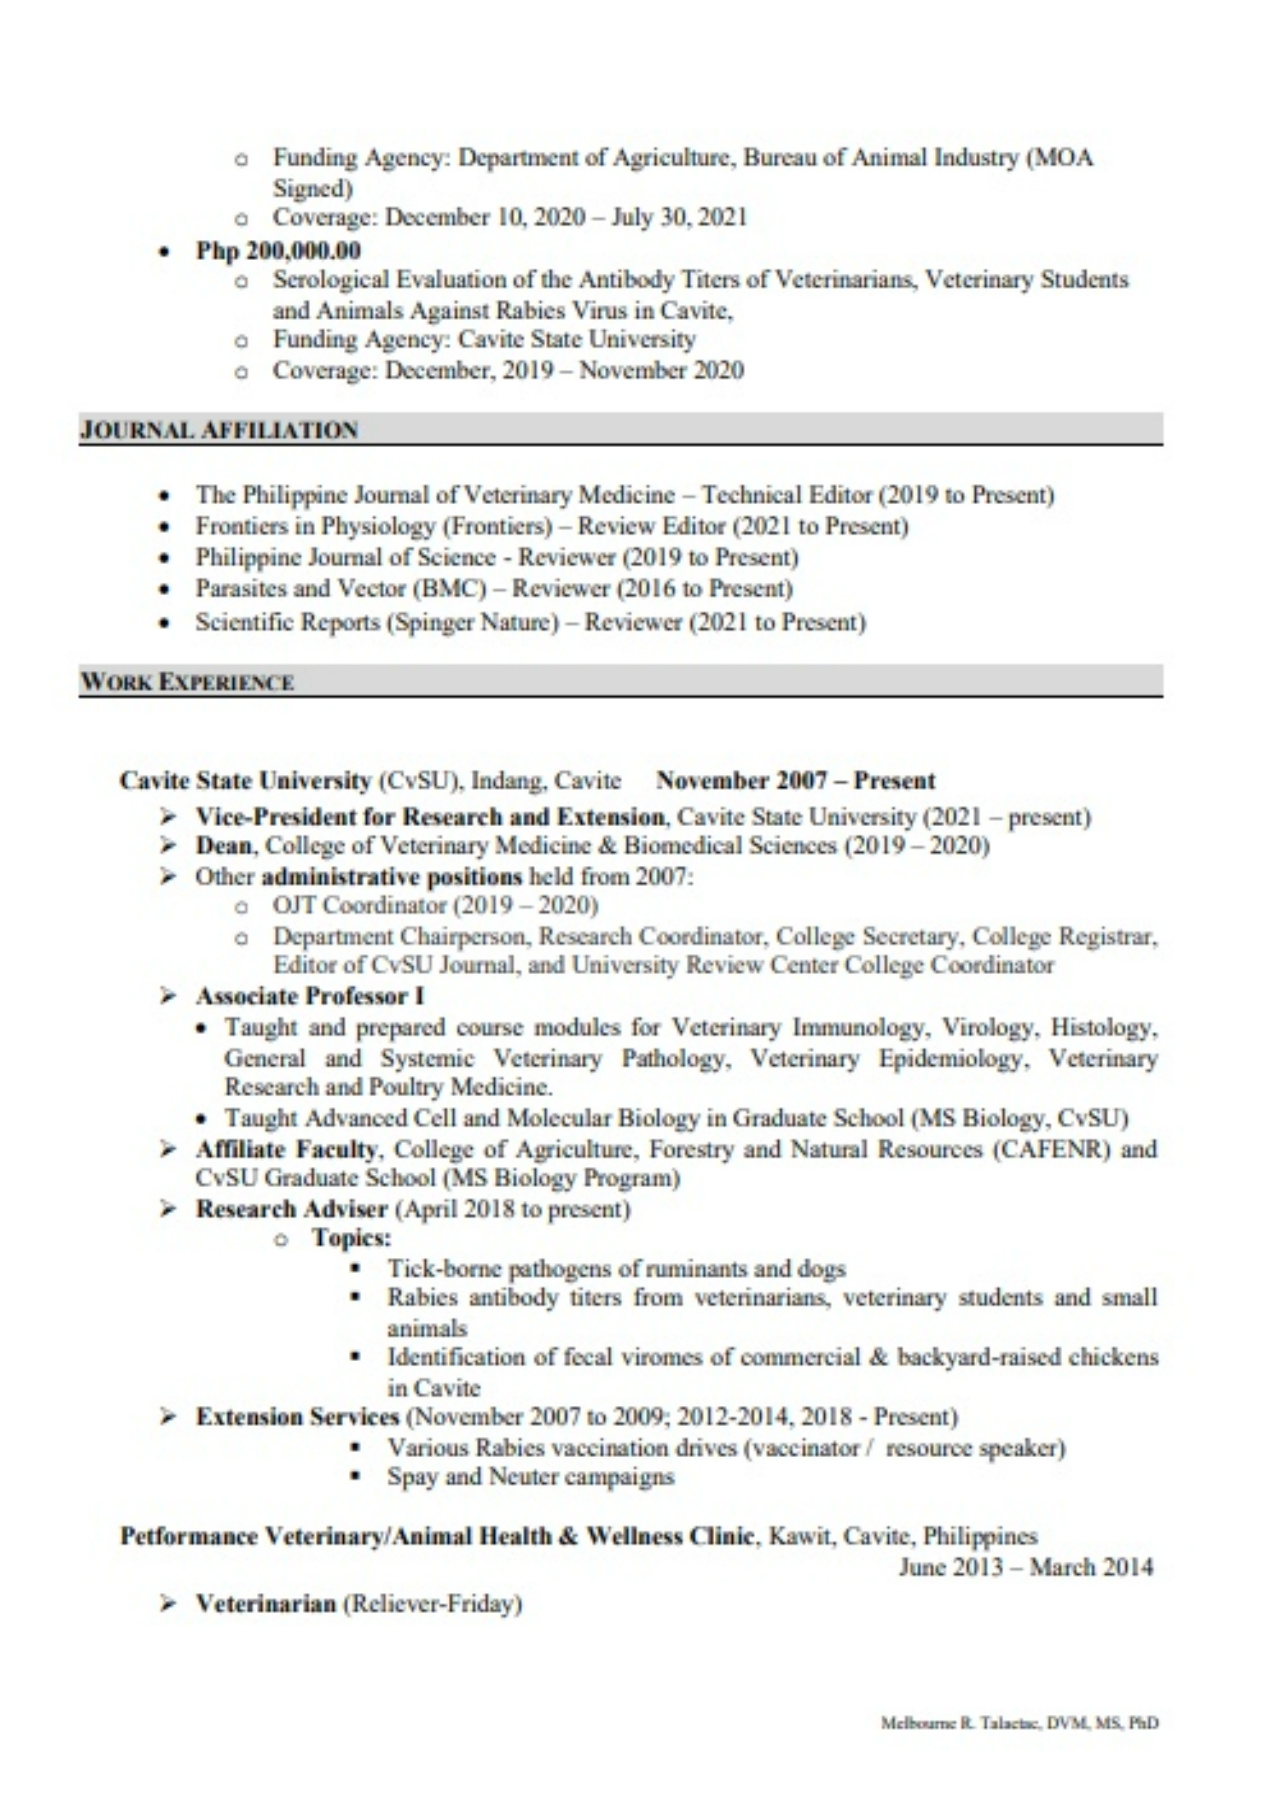 o Funding Agency: Department of Agriculture, Bureau of Animal Industry (MOA
Signed)
o Coverage: December 10, 2020 – July 30, 2021
• Php 200,000.00
o Serological Evaluation of the Antibody Titers of Veterinarians, Veterinary Students
and Animals Against Rabies Virus in Cavite,
o Funding Agency: Cavite State University
o Coverage: December, 2019 – November 2020
JOURNAL AFFILIATION
• The Philippine Journal of Veterinary Medicine – Technical Editor (2019 to Present)
• Frontiers in Physiology (Frontiers) – Review Editor (2021 to Present)
• Philippine Journal of Science - Reviewer (2019 to Present)
• Parasites and Vector (BMC) – Reviewer (2016 to Present)
• Scientific Reports (Spinger Nature) – Reviewer (2021 to Present)
WORK EXPERIENCE
Cavite State University (CvSU), Indang, Cavite November 2007 – Present
➢ Vice-President for Research and Extension, Cavite State University (2021 – present)
➢ Dean, College of Veterinary Medicine & Biomedical Sciences (2019 – 2020)
➢ Other administrative positions held from 2007:
o OJT Coordinator (2019 – 2020)
o Department Chairperson, Research Coordinator, College Secretary, College Registrar,
Editor of CvSU Journal, and University Review Center College Coordinator
➢ Associate Professor I
• Taught and prepared course modules for Veterinary Immunology, Virology, Histology,
General and Systemic Veterinary Pathology, Veterinary Epidemiology, Veterinary
Research and Poultry Medicine.
• Taught Advanced Cell and Molecular Biology in Graduate School (MS Biology, CvSU)
➢ Affiliate Faculty, College of Agriculture, Forestry and Natural Resources (CAFENR) and
CvSU Graduate School (MS Biology Program)
➢ Research Adviser (April 2018 to present)
o Topics:
▪ Tick-borne pathogens of ruminants and dogs
▪ Rabies antibody titers from veterinarians, veterinary students and small
animals
▪ Identification of fecal viromes of commercial & backyard-raised chickens
in Cavite
➢ Extension Services (November 2007 to 2009; 2012-2014, 2018 - Present)
▪ Various Rabies vaccination drives (vaccinator / resource speaker)
▪ Spay and Neuter campaigns
Petformance Veterinary/Animal Health & Wellness Clinic, Kawit, Cavite, Philippines
June 2013 – March 2014
➢ Veterinarian (Reliever-Friday)
Melbourne R. Talactac, DVM, MS, PhD